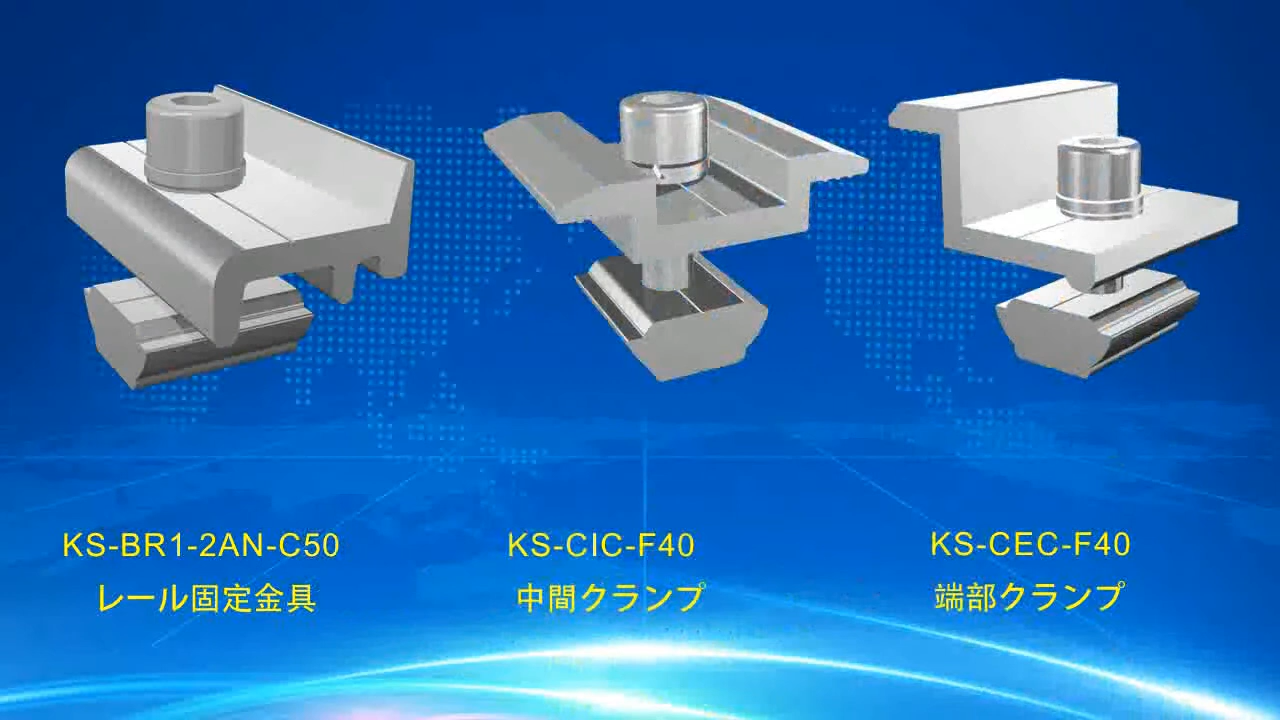 KS-BR1-2AN-C50
レール固定金具
KS-CIC-F40
中間クランプ
KS-CEC-F40
端部クランプ